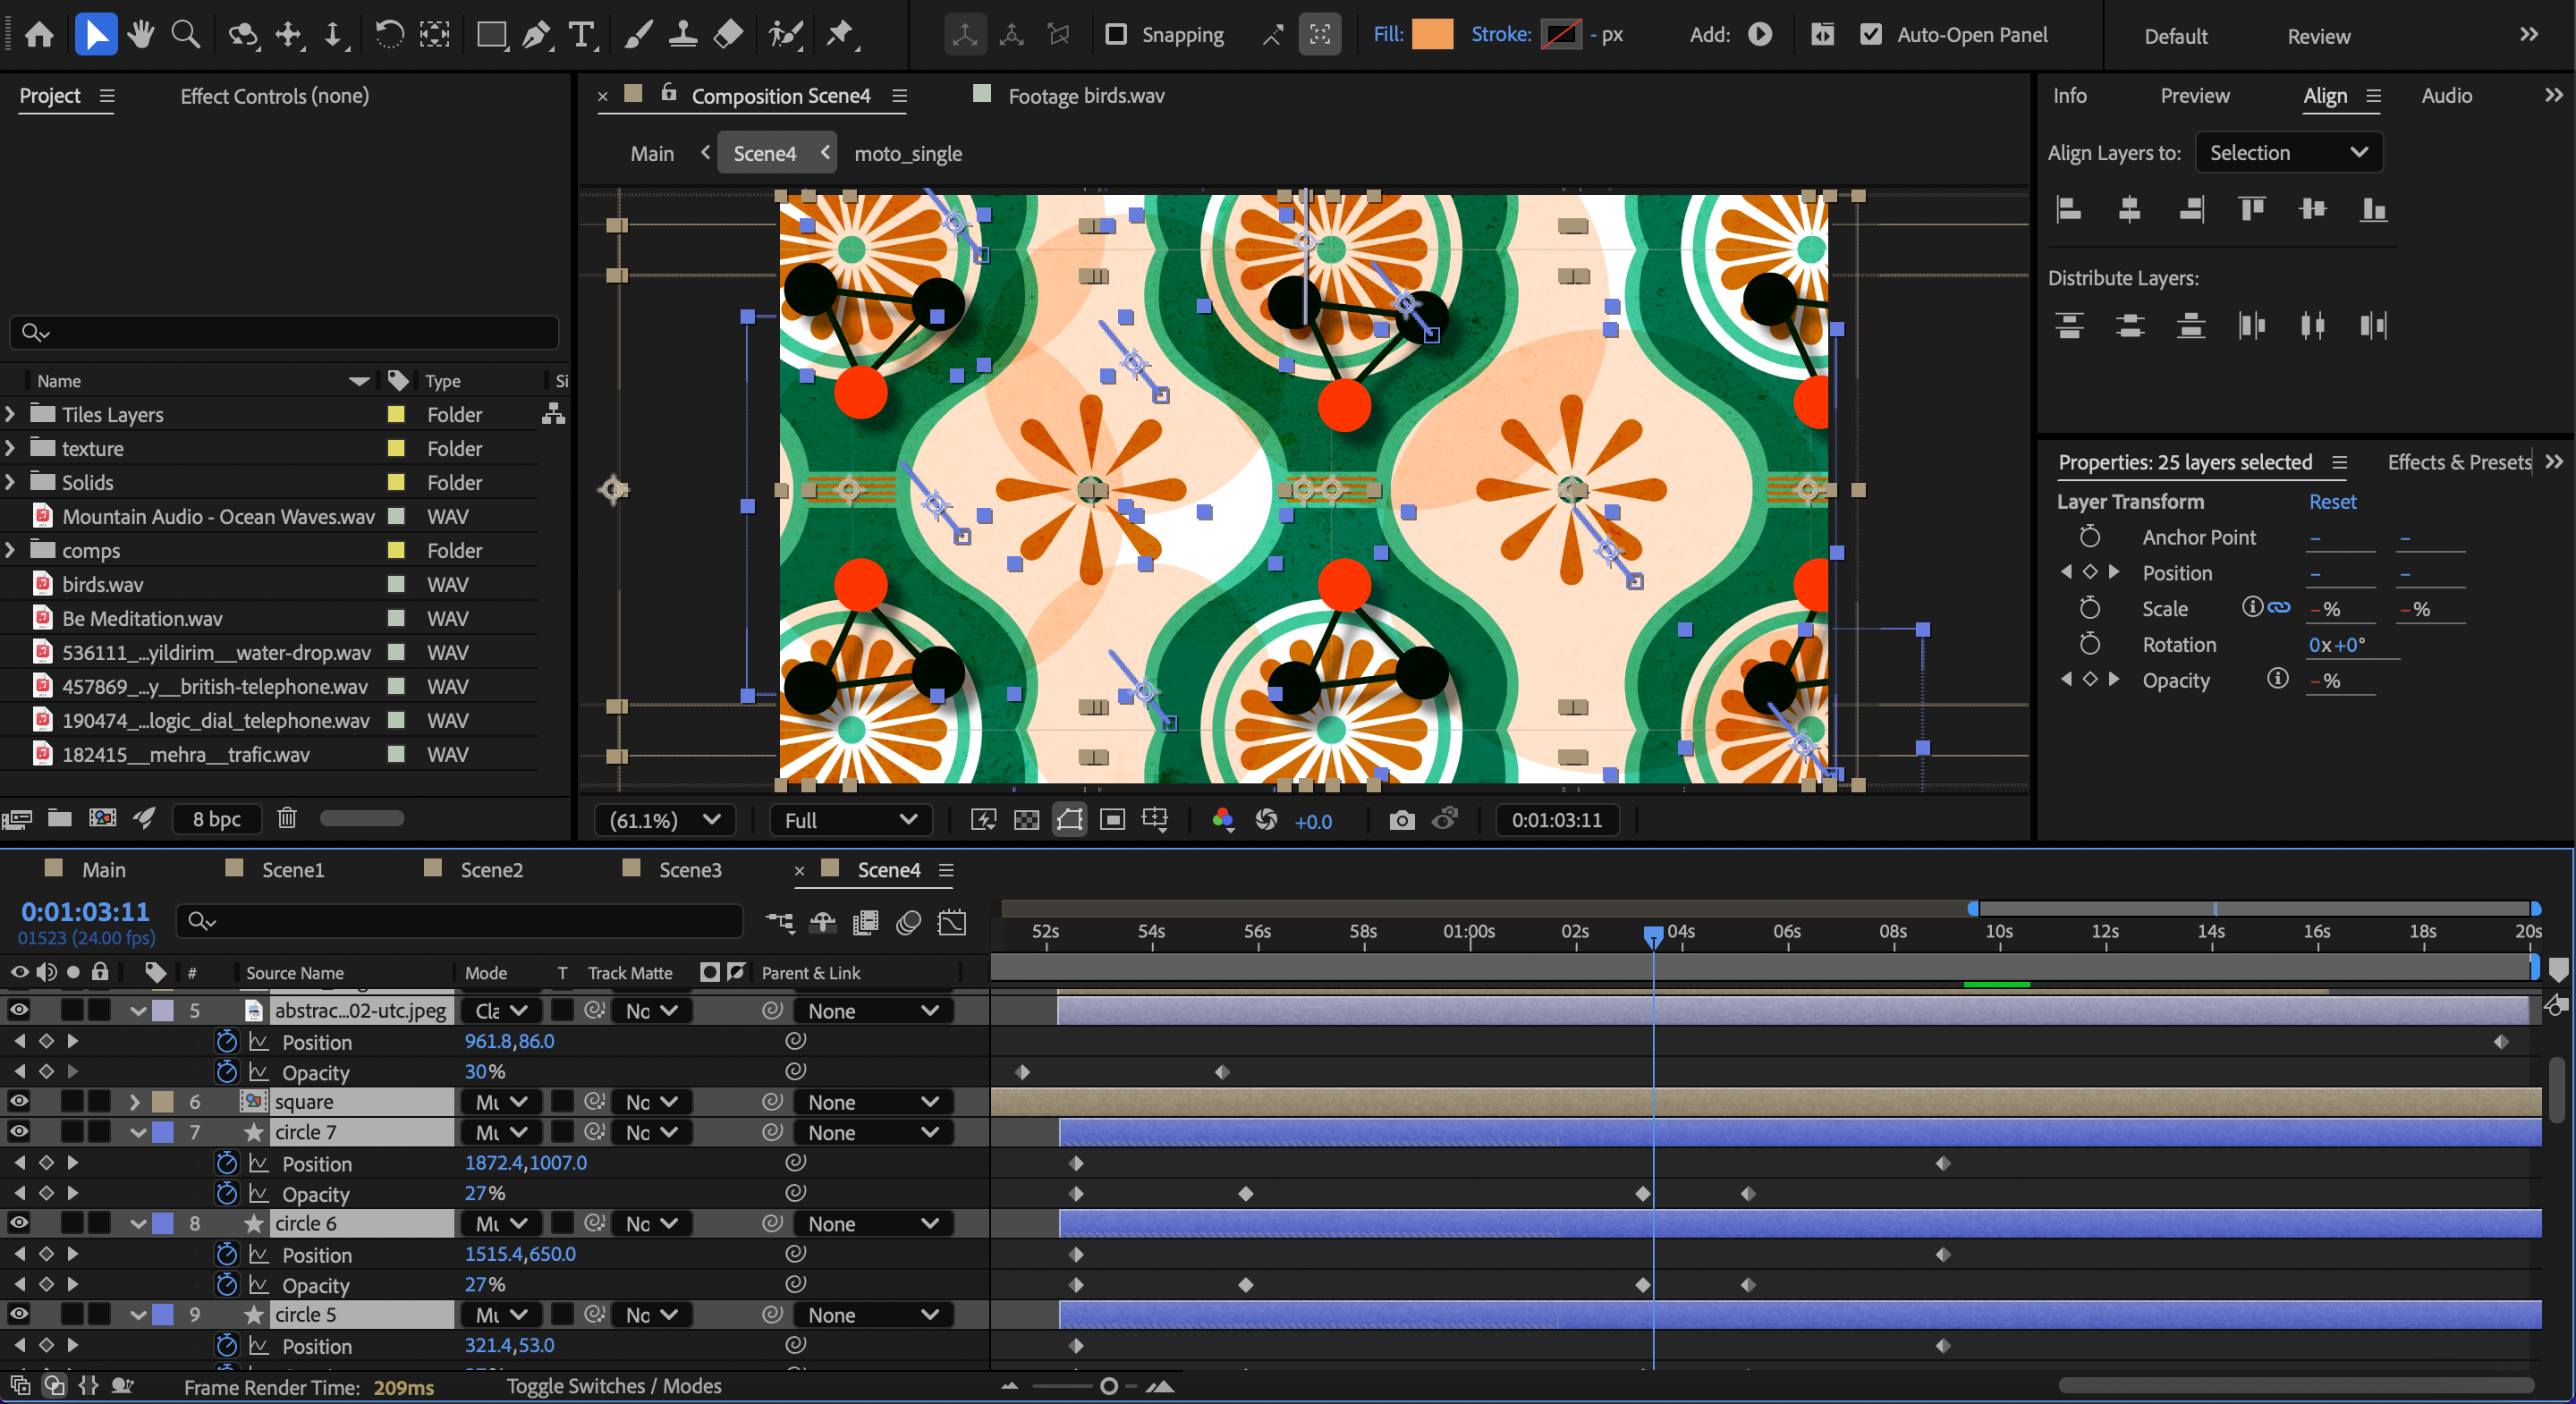 Snapping
Fill:
Stroke:
- px
Add:
Auto-Open Panel
Default
Review
Project
Effect Controls (none)
Composition Scene4
Footage birds.wav
Info
Preview
Align
Audio
Main
Scene4
moto_single
Align Layers to:
Selection
Distribute Layers:
Name
Type
Si
Tiles Layers
Folder
texture
Folder
Solids
Folder
Mountain Audio - Ocean Waves.wav
WAV
comps
Folder
birds.wav
WAV
Be Meditation.wav
WAV
536111_...yildirim__water-drop.wav
WAV
457869_...y__british-telephone.wav
WAV
190474_...logic_dial_telephone.wav
WAV
182415__mehra__trafic.wav
WAV
8 bpc
(61.1%)
Full
+0.0
0:01:03:11
Properties: 25 layers selected
Effects & Presets
Layer Transform
Reset
Anchor Point
–
–
Position
–
–
Scale
–%
–%
Rotation
0x+0°
Opacity
–%
Main
Scene1
Scene2
Scene3
Scene4
0:01:03:11
01523 (24.00 fps)
52s
54s
56s
58s
01:00s
02s
04s
06s
08s
10s
12s
14s
16s
18s
20s
#
Source Name
Mode
T
Track Matte
Parent & Link
5
abstrac...02-utc.jpeg
Cla
No
None
Position
961.8,86.0
Opacity
30%
6
square
Mu
No
None
7
circle 7
Mu
No
None
Position
1872.4,1007.0
Opacity
27%
8
circle 6
Mu
No
None
Position
1515.4,650.0
Opacity
27%
9
circle 5
Mu
No
None
Position
321.4,53.0
Frame Render Time: 209ms
Toggle Switches / Modes